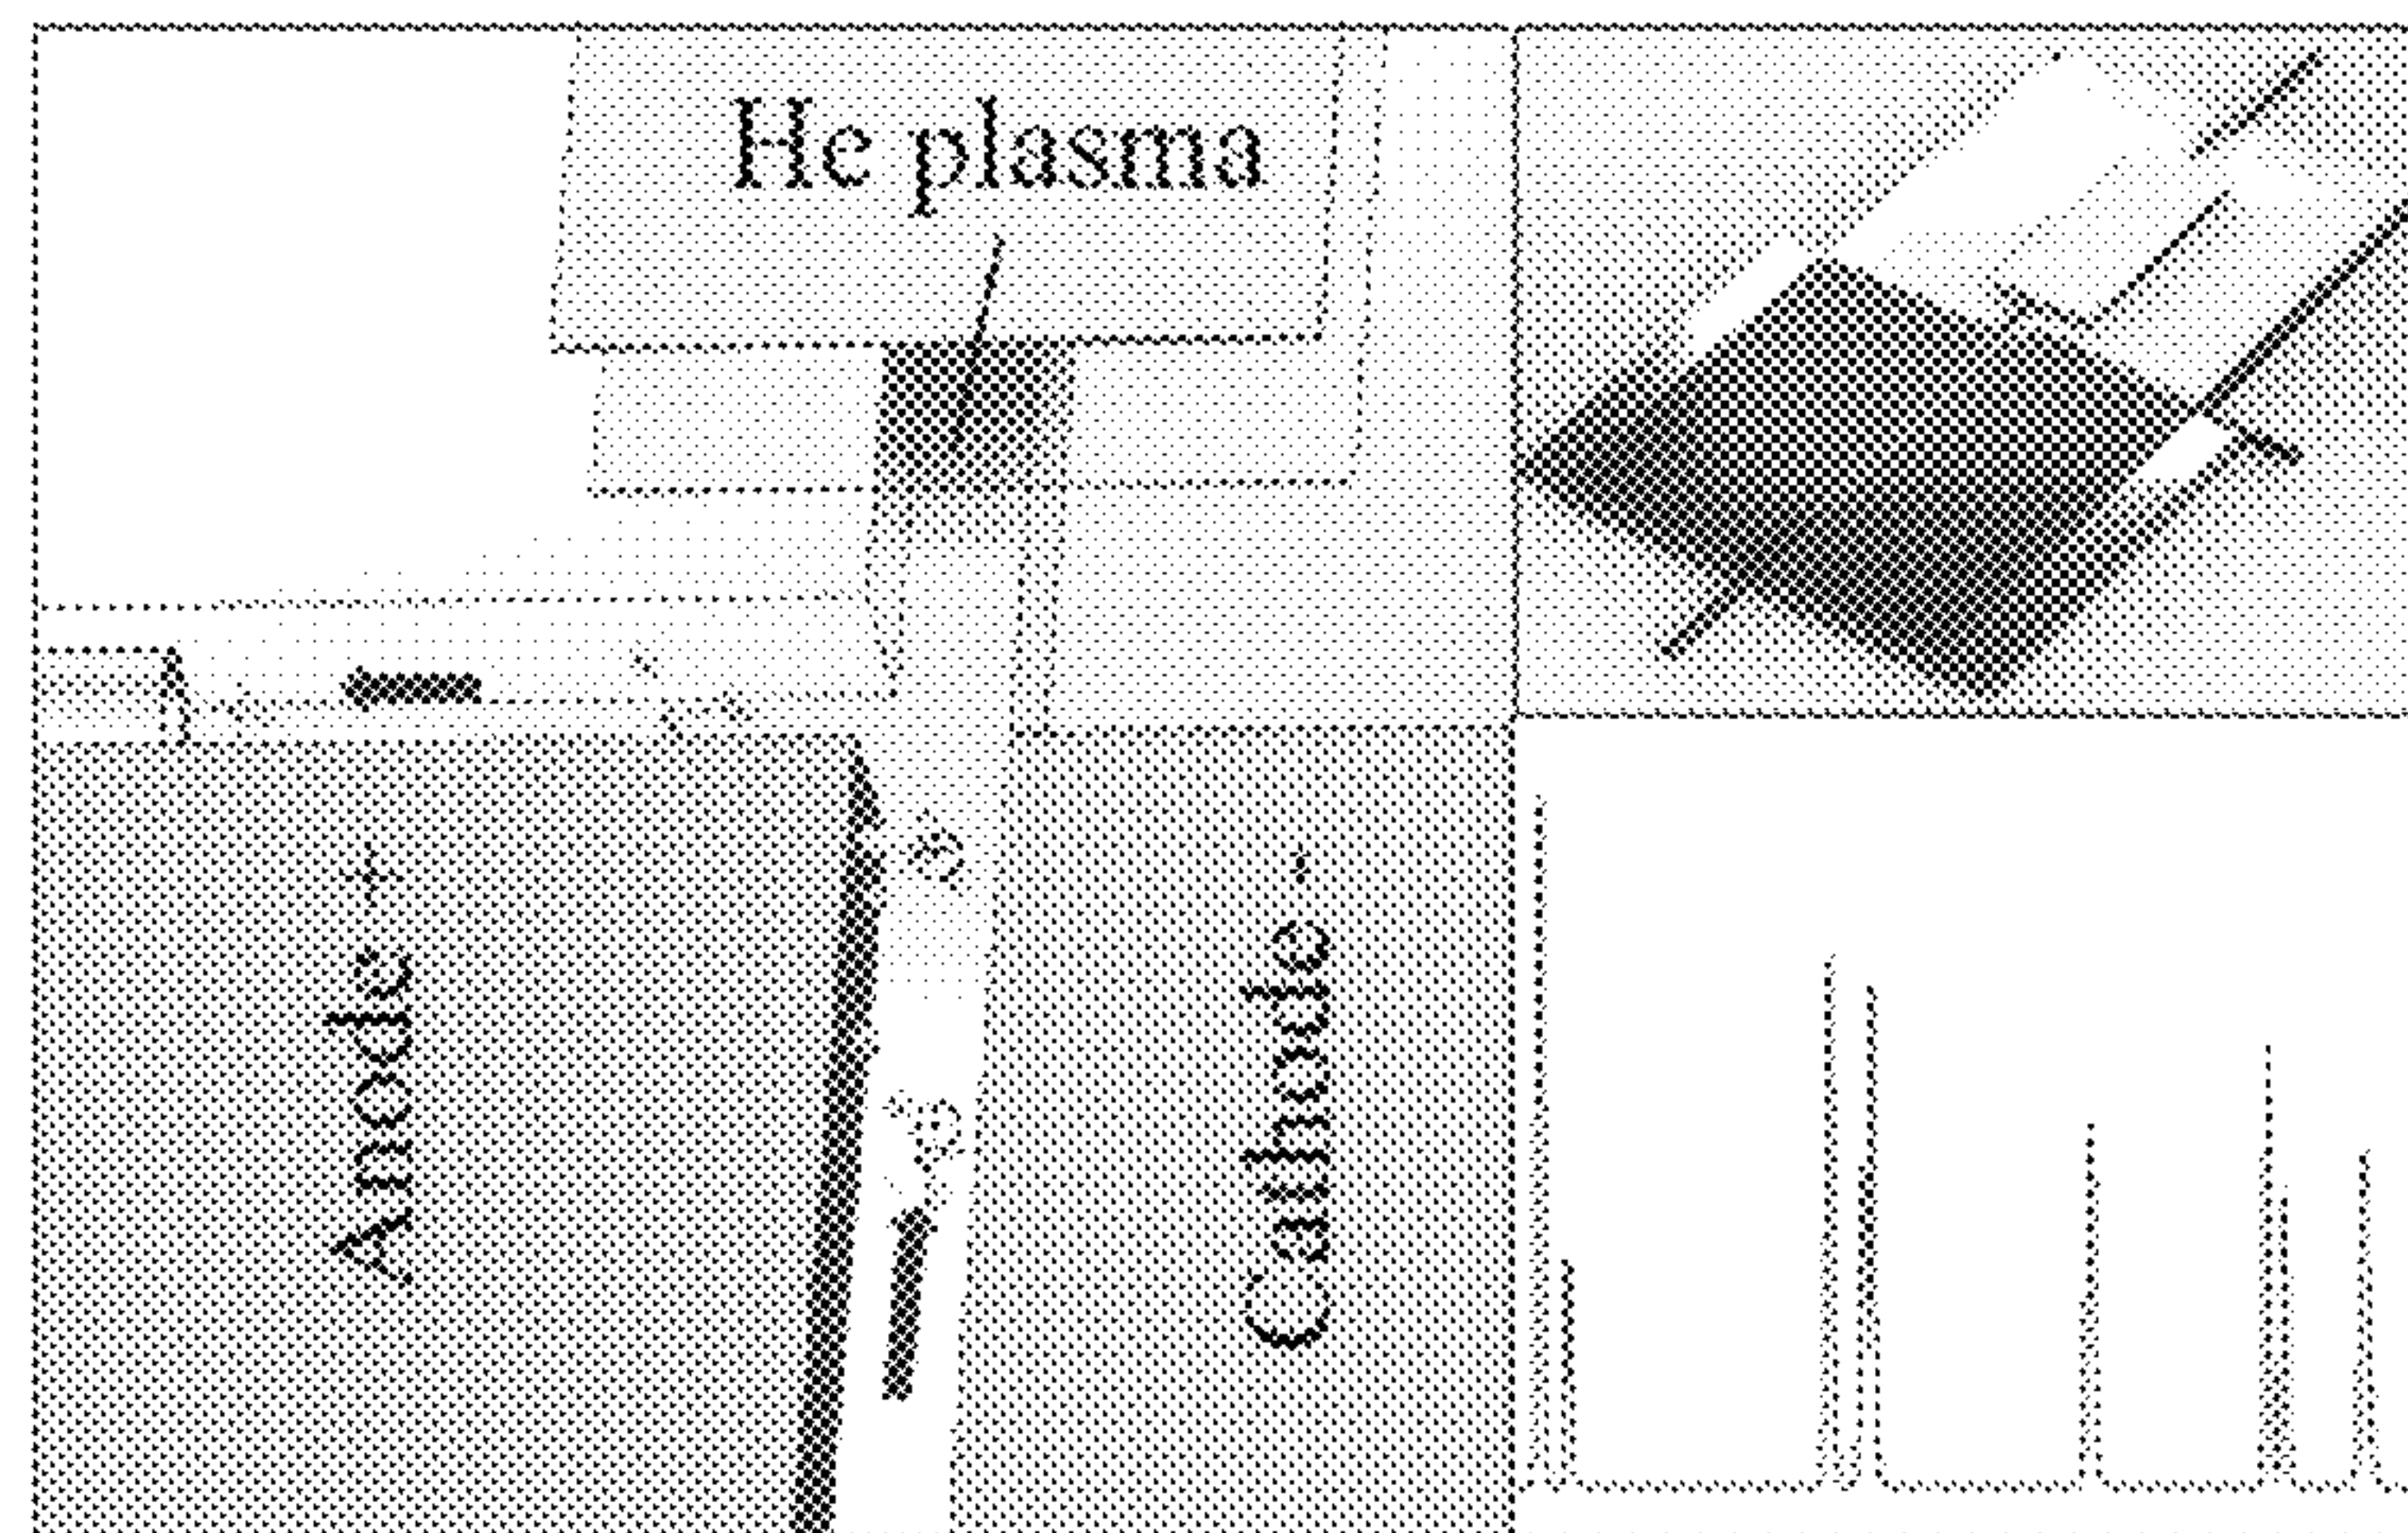 He plasma
Anode +
Cathode -